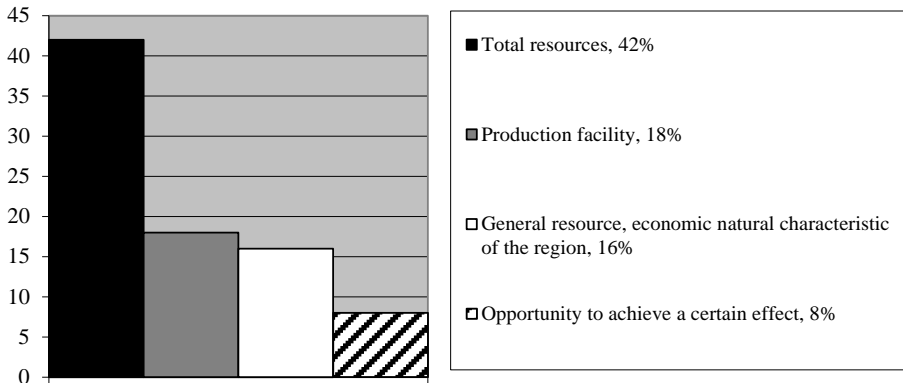 45
40
35
30
25
20
15
10
5
0
Total resources, 42%
Production facility, 18%
General resource, economic natural characteristic
of the region, 16%
Opportunity to achieve a certain effect, 8%